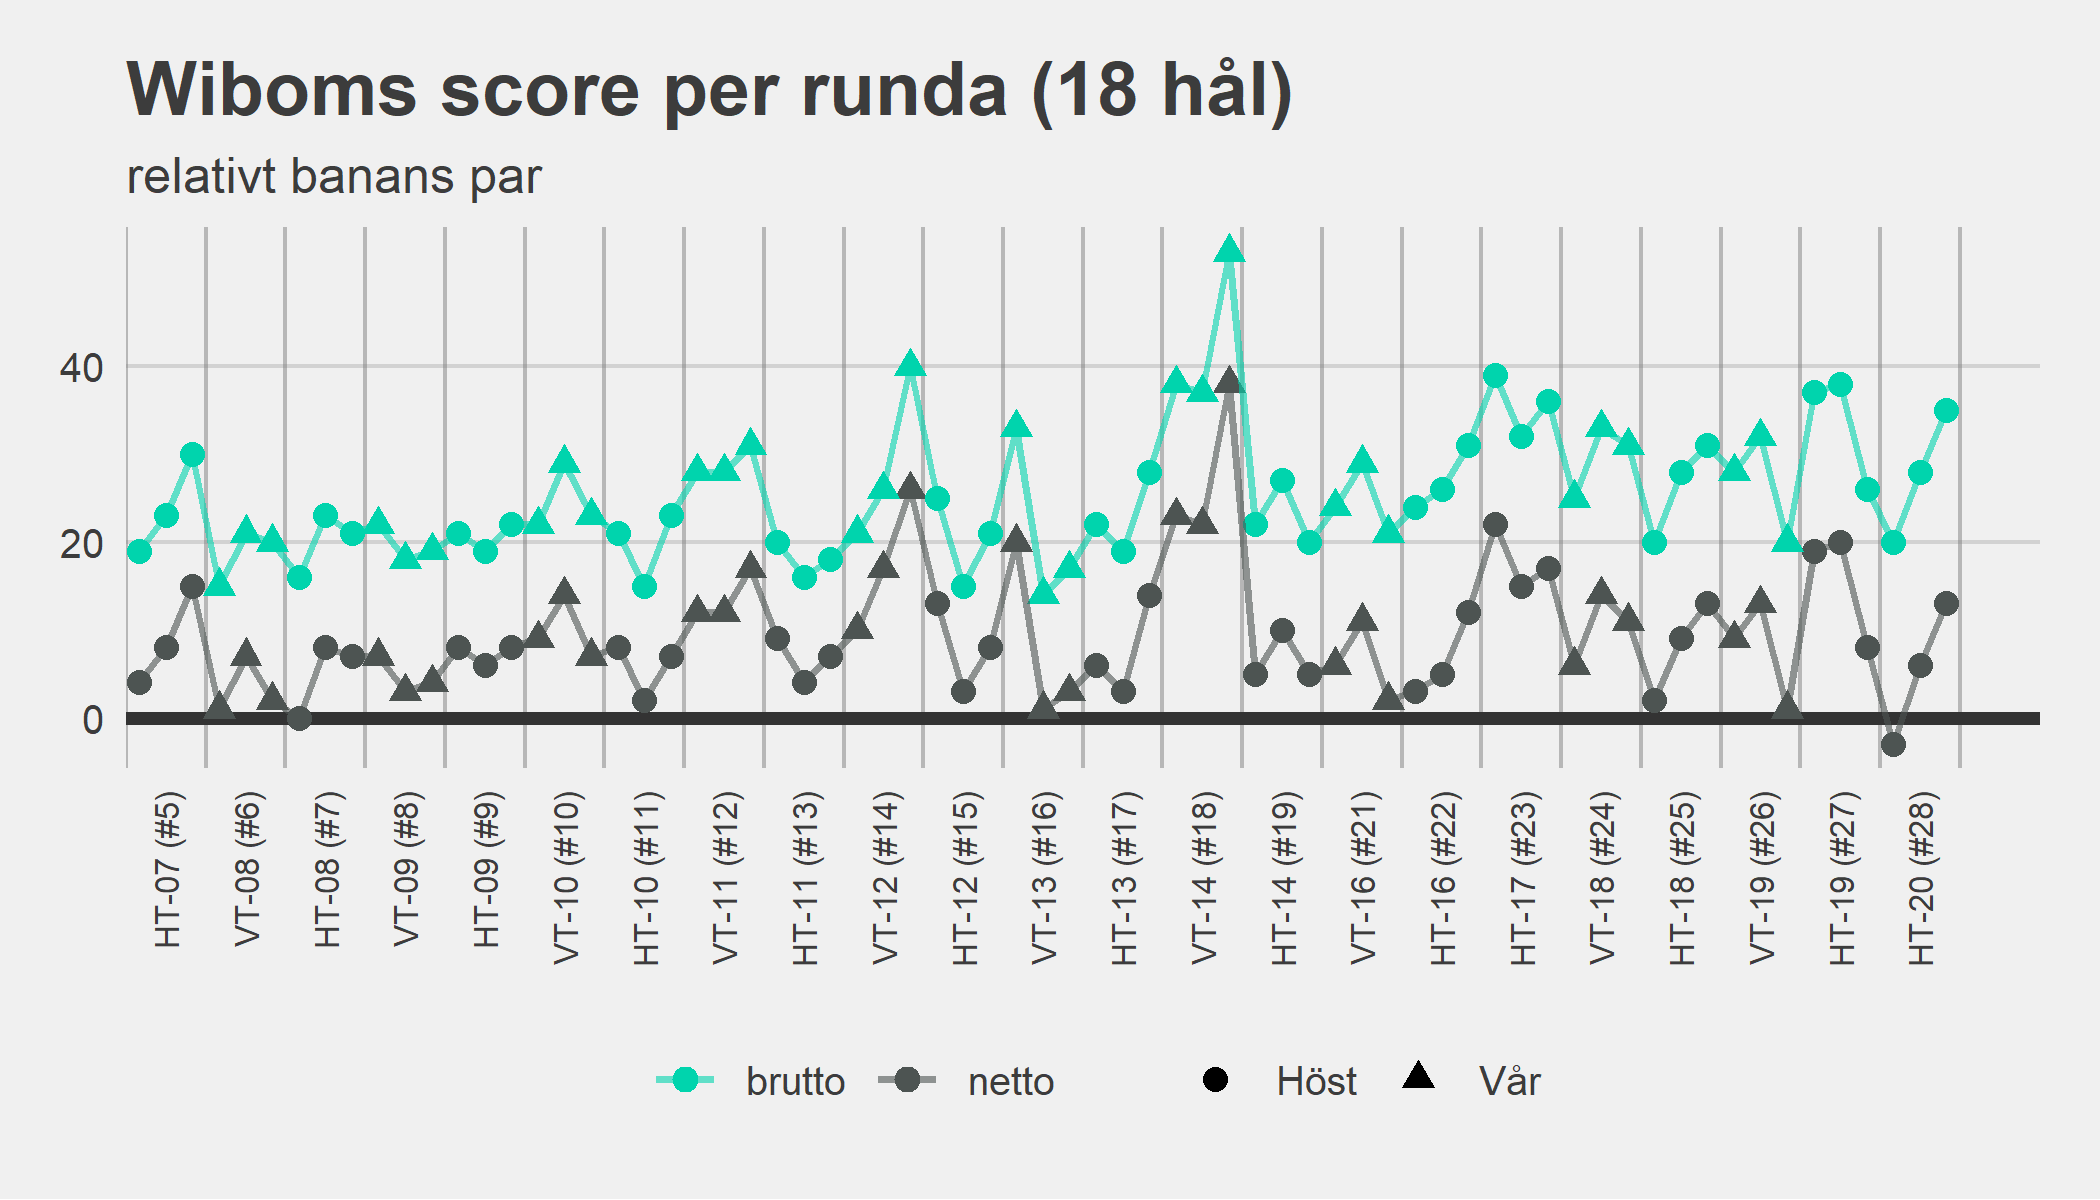 Wiboms score per runda (18 hål)
relativt banans par
40
20
0
HT-07 (#5)
VT-08 (#6)
HT-08 (#7)
VT-09 (#8)
HT-09 (#9)
VT-10 (#10)
HT-10 (#11)
VT-11 (#12)
HT-11 (#13)
VT-12 (#14)
HT-12 (#15)
VT-13 (#16)
HT-13 (#17)
VT-14 (#18)
HT-14 (#19)
VT-16 (#21)
HT-16 (#22)
HT-17 (#23)
VT-18 (#24)
HT-18 (#25)
VT-19 (#26)
HT-19 (#27)
HT-20 (#28)
brutto netto Höst Vår